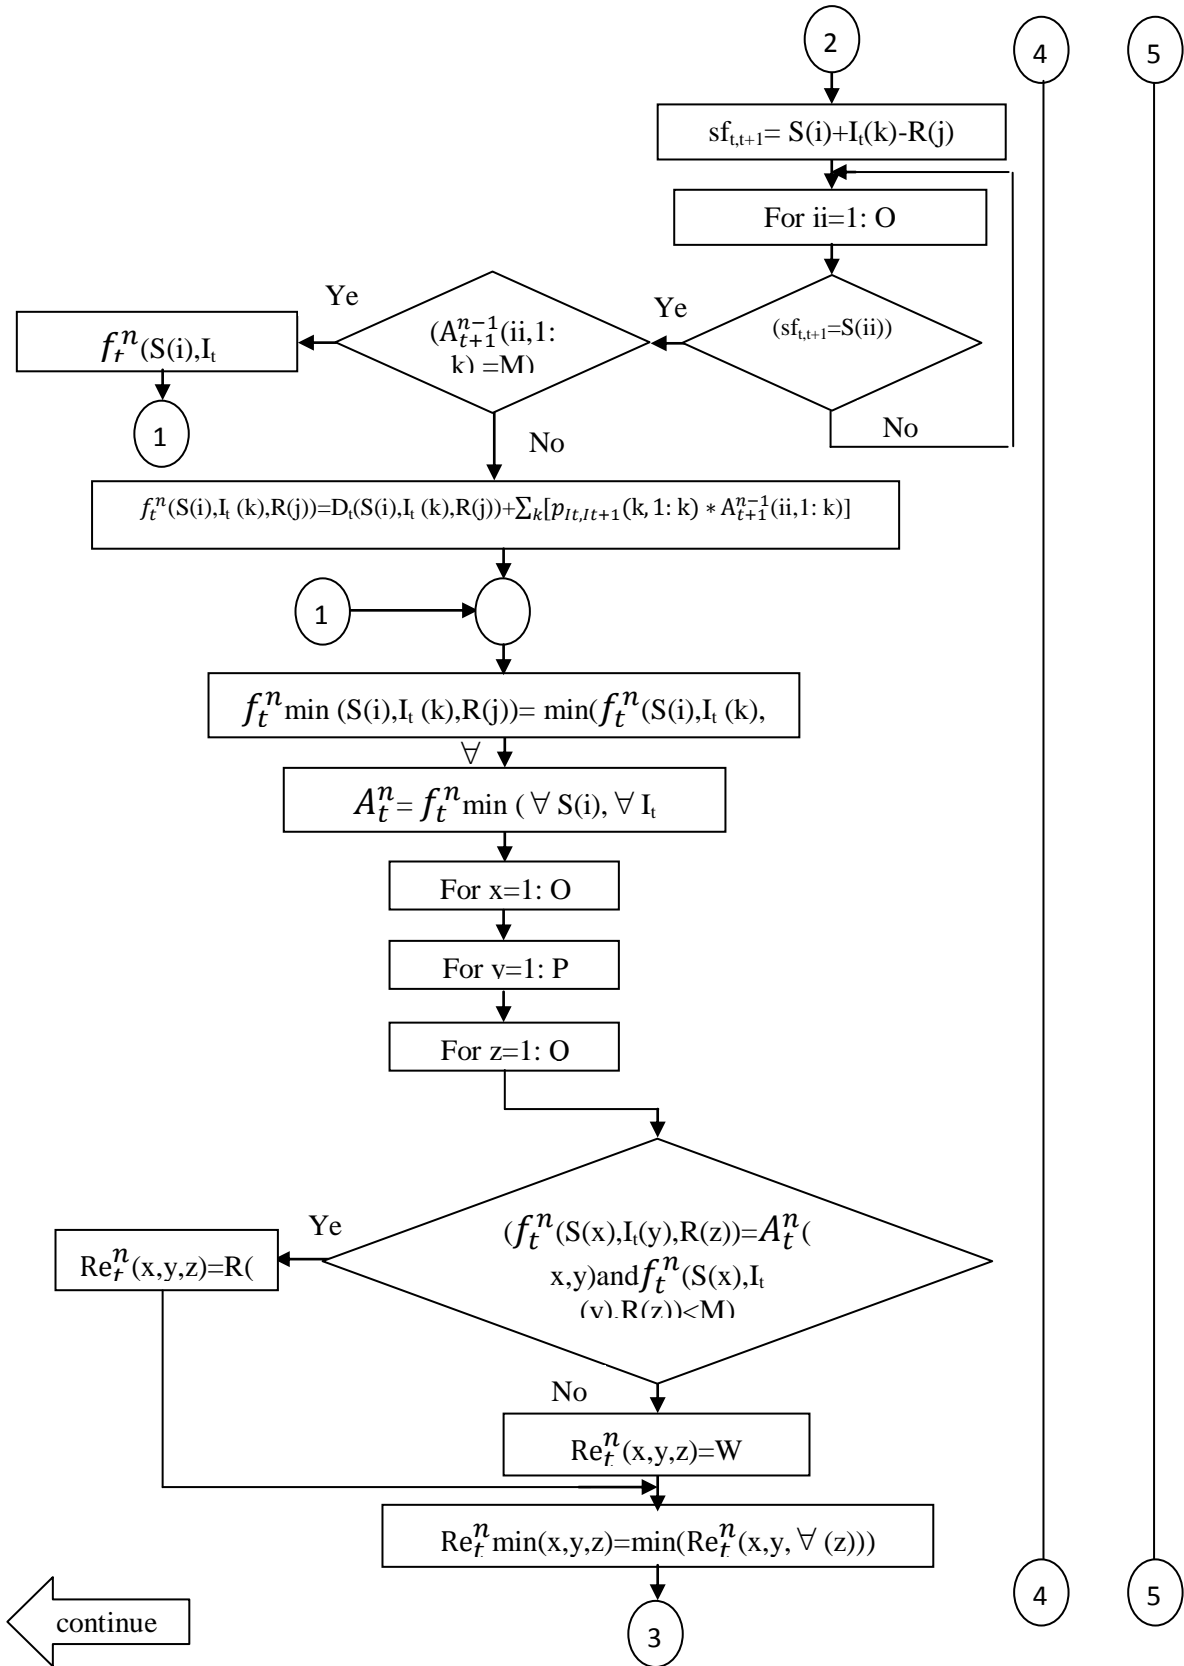 2
4
5
sf_{t,t+1}= S(i)+I_t(k)-R(j)
For ii=1: O
(sf_{t,t+1}=S(ii))
Ye
No
(A_{t+1}^{n-1}(ii,1:
k) =M)
Ye
No
f_t^n(S(i),I_t
1
f_t^n(S(i),I_t (k),R(j))=D_t(S(i),I_t (k),R(j))+∑_k[p_{It,It+1}(k, 1: k) ∗ A_{t+1}^{n-1}(ii,1: k)]
1
f_t^n min (S(i),I_t (k),R(j))= min(f_t^n(S(i),I_t (k),
∀
A_t^n= f_t^n min ( ∀ S(i), ∀ I_t
For x=1: O
For y=1: P
For z=1: O
(f_t^n(S(x),I_t(y),R(z))=A_t^n(
x,y)andf_t^n(S(x),I_t
(y),R(z))<M)
Ye
Re_t^n(x,y,z)=R(
No
Re_t^n(x,y,z)=W
Re_t^n min(x,y,z)=min(Re_t^n(x,y, ∀ (z)))
3
4
5
continue